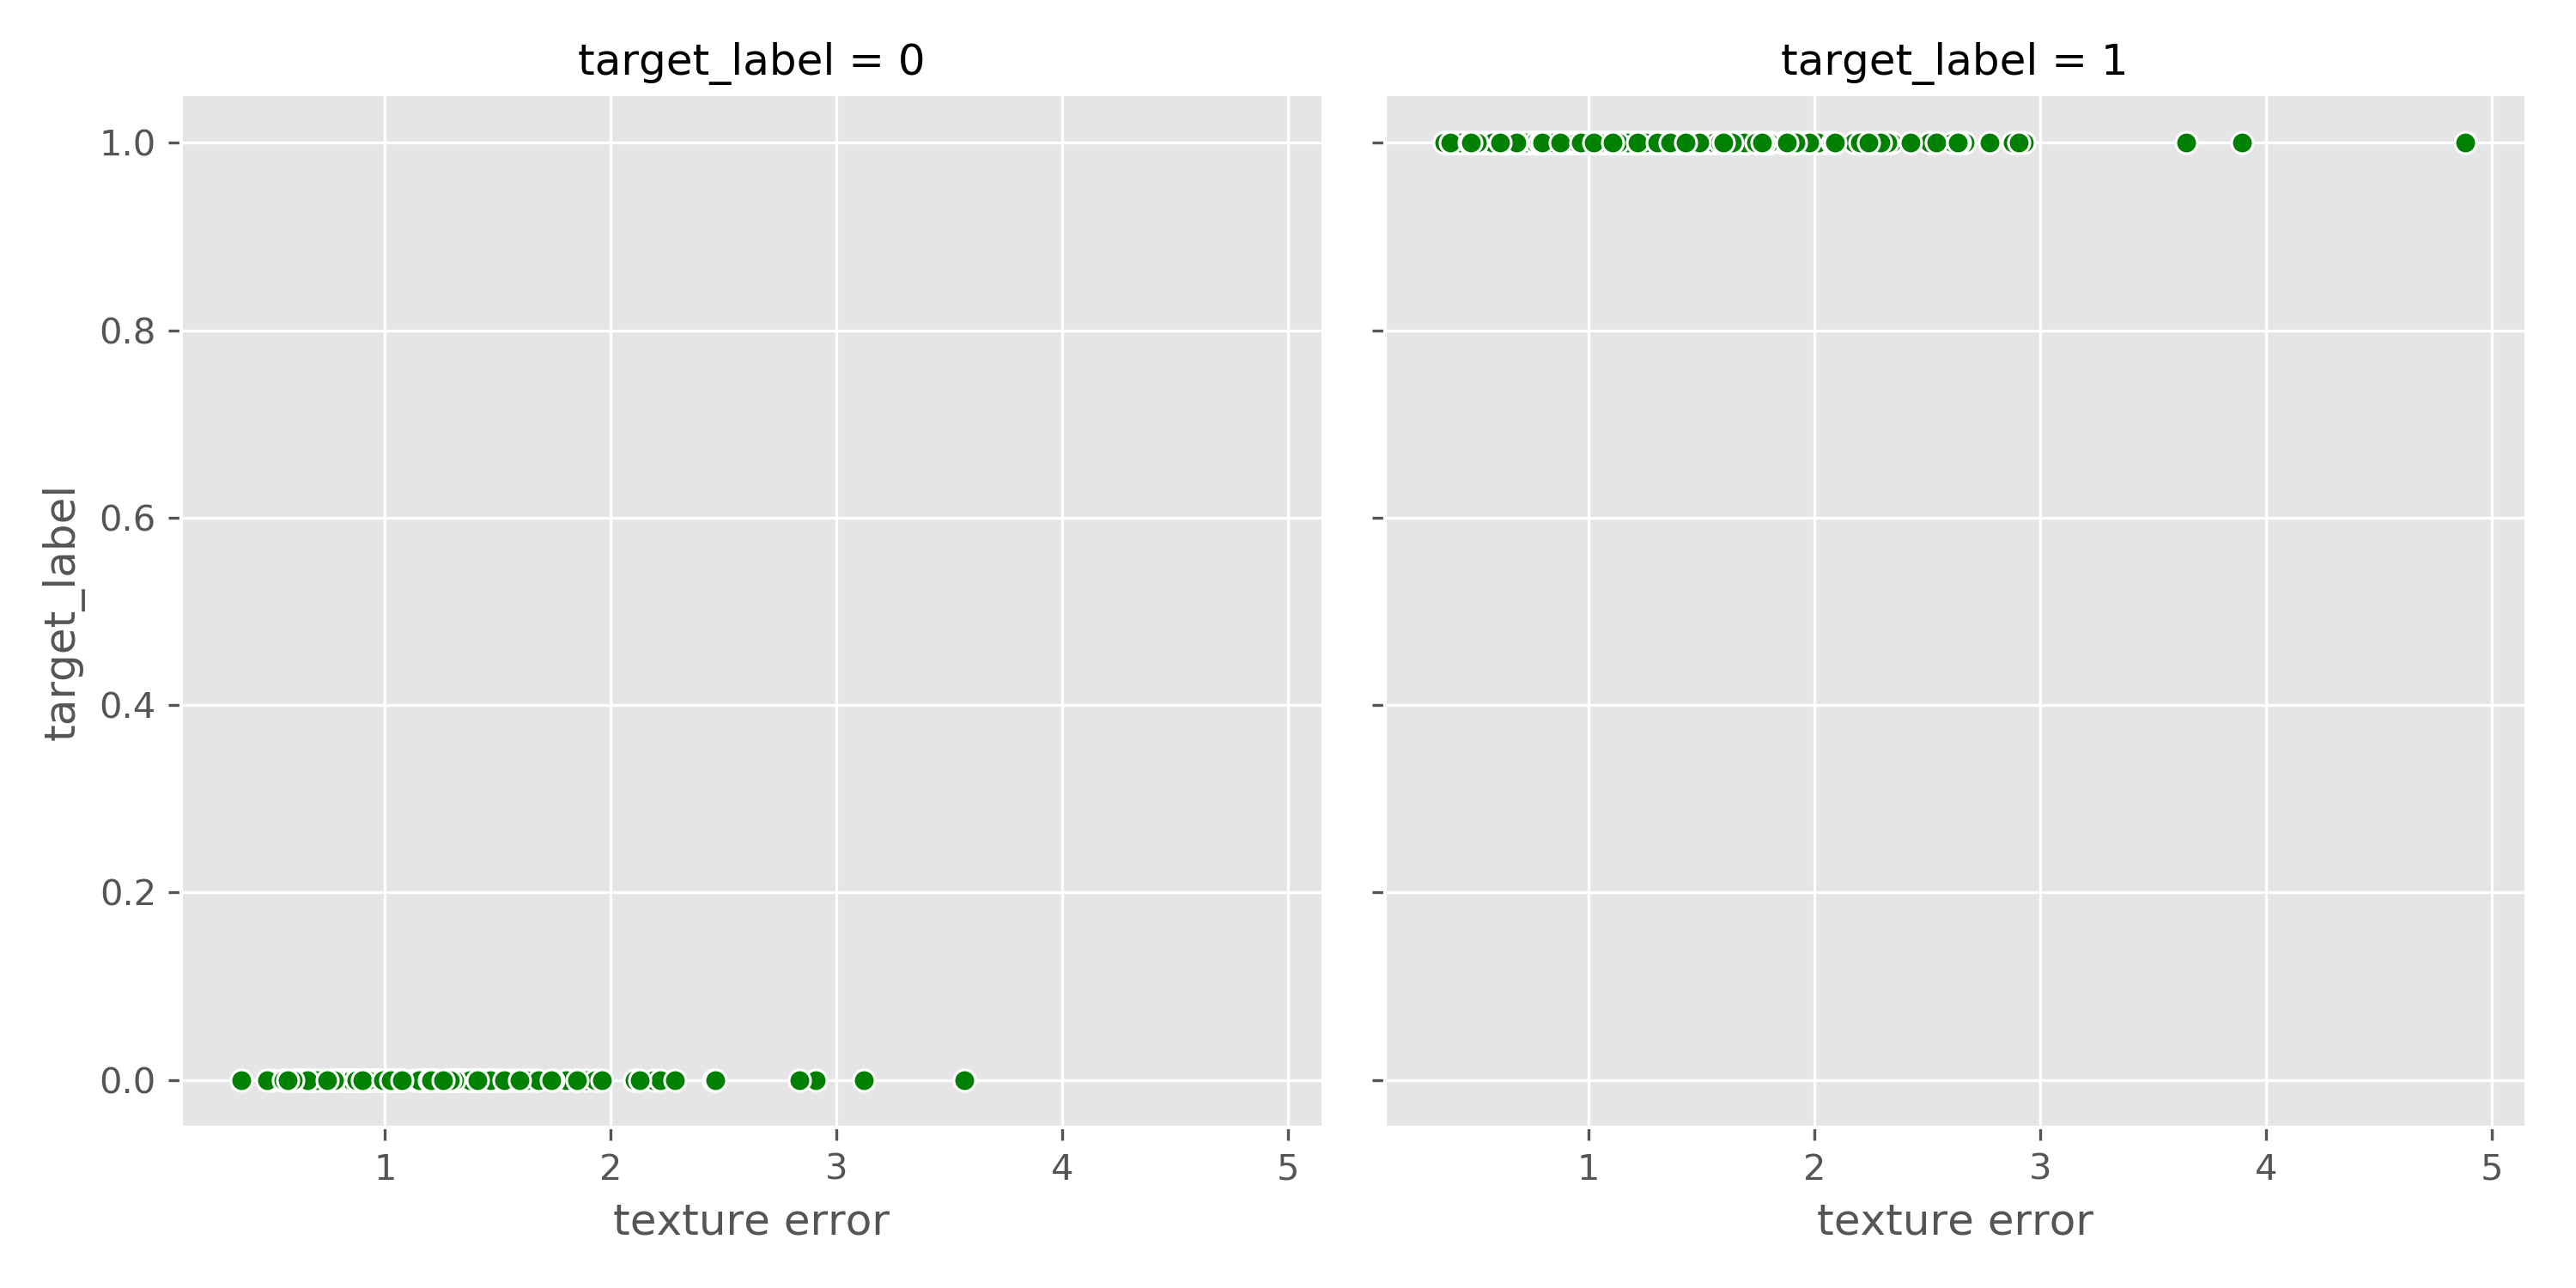 target_label = 0
target_label = 1
target_label
1.0
0.8
0.6
0.4
0.2
0.0
1 2 3 4 5
1 2 3 4 5
texture error
texture error